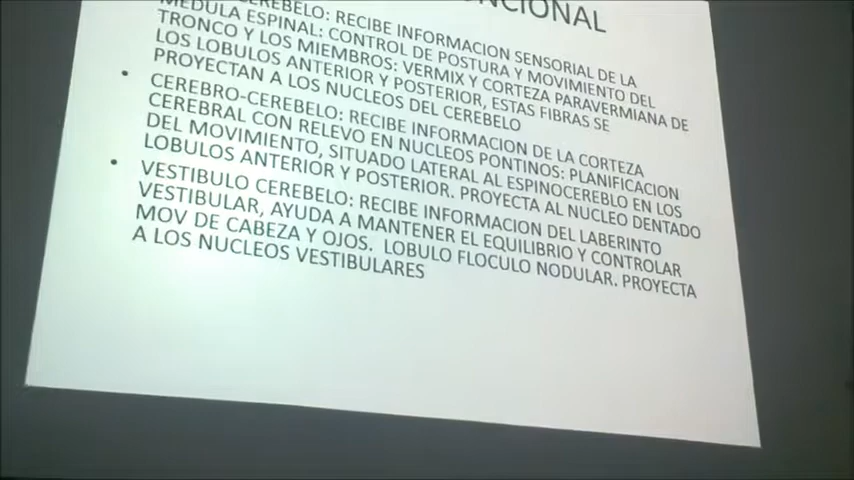 NCIONAL
CEREBELO: RECIBE INFORMACION SENSORIAL DE LA
MEDULA ESPINAL: CONTROL DE POSTURA Y MOVIMIENTO DEL
TRONCO Y LOS MIEMBROS: VERMIX Y CORTEZA PARAVERMIANA DE
LOS LOBULOS ANTERIOR Y POSTERIOR, ESTAS FIBRAS SE
PROYECTAN A LOS NUCLEOS DEL CEREBELO
• CEREBRO-CEREBELO: RECIBE INFORMACION DE LA CORTEZA
CEREBRAL CON RELEVO EN NUCLEOS PONTINOS: PLANIFICACION
DEL MOVIMIENTO, SITUADO LATERAL AL ESPINOCEREBLO EN LOS
LOBULOS ANTERIOR Y POSTERIOR. PROYECTA AL NUCLEO DENTADO
• VESTIBULO CEREBELO: RECIBE INFORMACION DEL LABERINTO
VESTIBULAR, AYUDA A MANTENER EL EQUILIBRIO Y CONTROLAR
MOV DE CABEZA Y OJOS. LOBULO FLOCULO NODULAR. PROYECTA
A LOS NUCLEOS VESTIBULARES